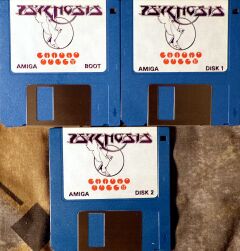 PSYGNOSIS
AMIGA BOOT
PSYGNOSIS
AMIGA DISK 1
PSYGNOSIS
AMIGA DISK 2